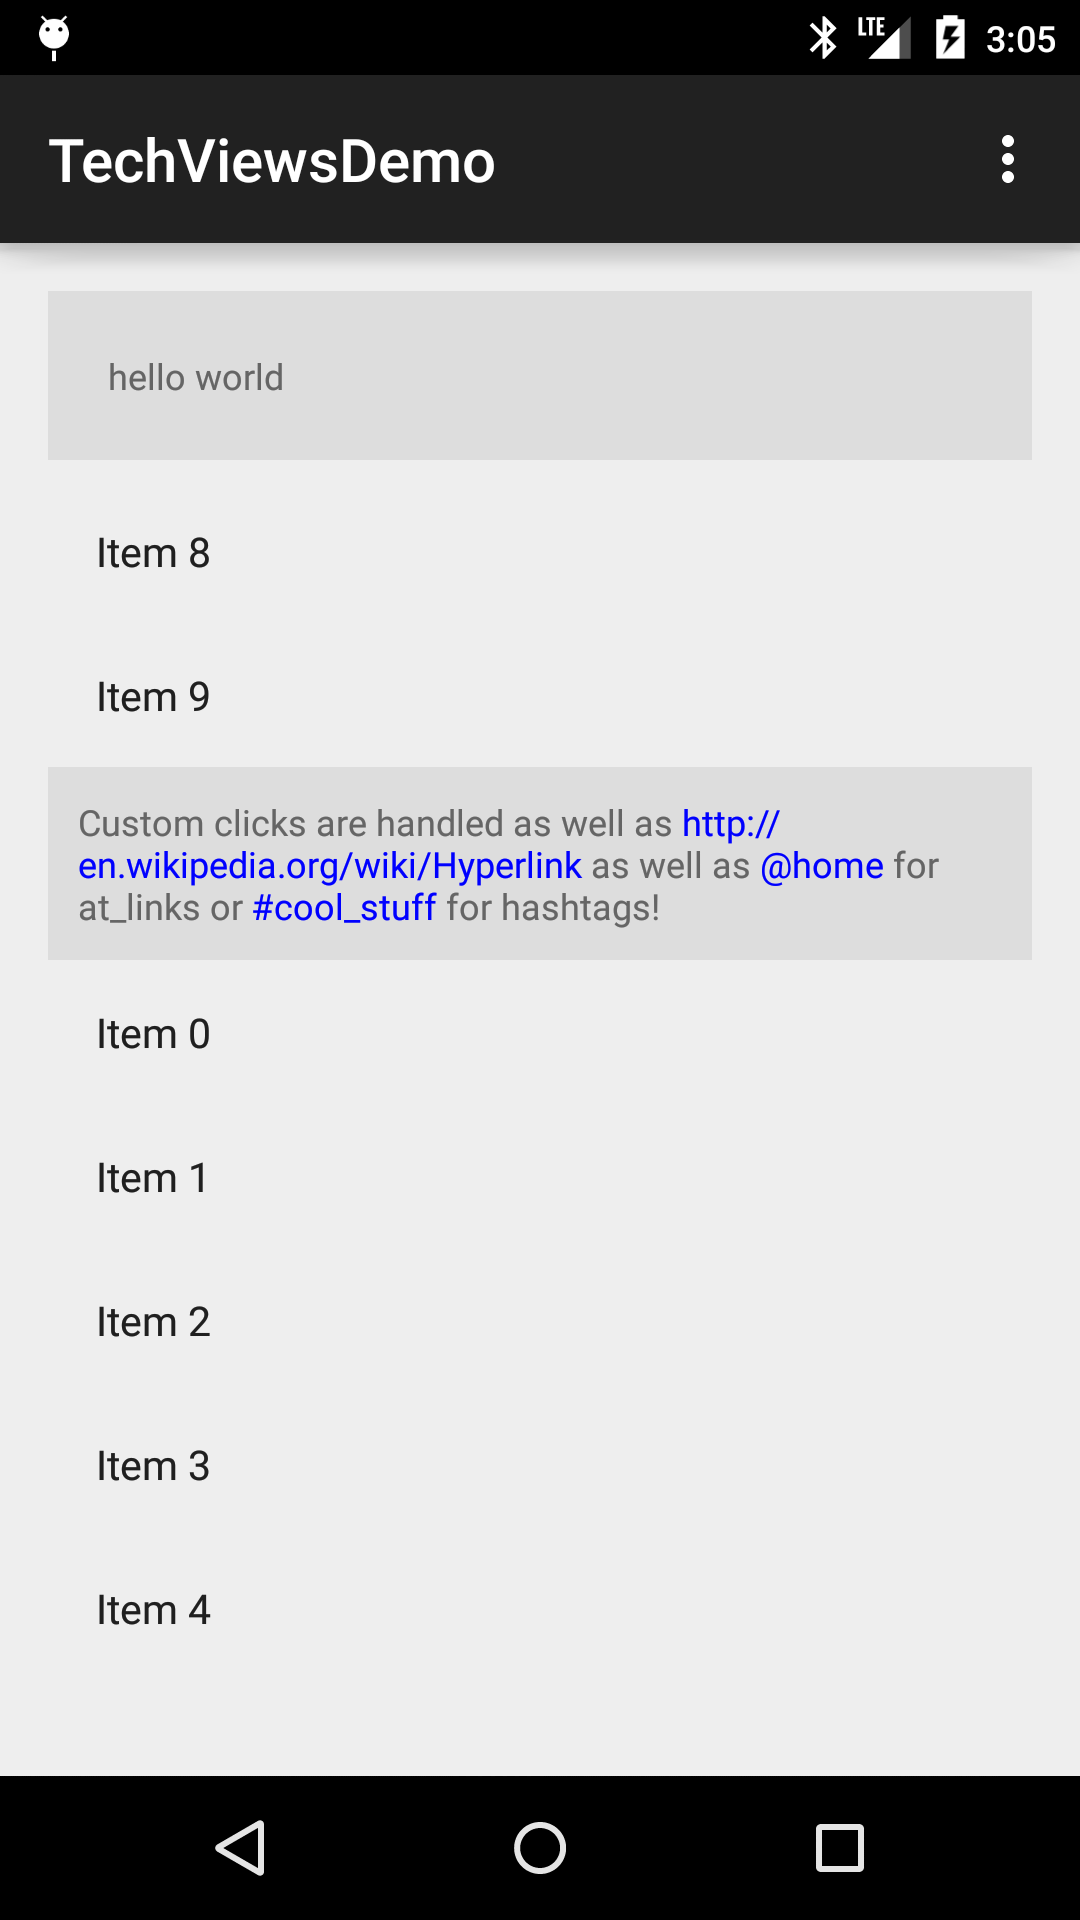 LTE 3:05
TechViewsDemo
hello world
Item 8
Item 9
Custom clicks are handled as well as http://
en.wikipedia.org/wiki/Hyperlink as well as @home for
at_links or #cool_stuff for hashtags!
Item 0
Item 1
Item 2
Item 3
Item 4